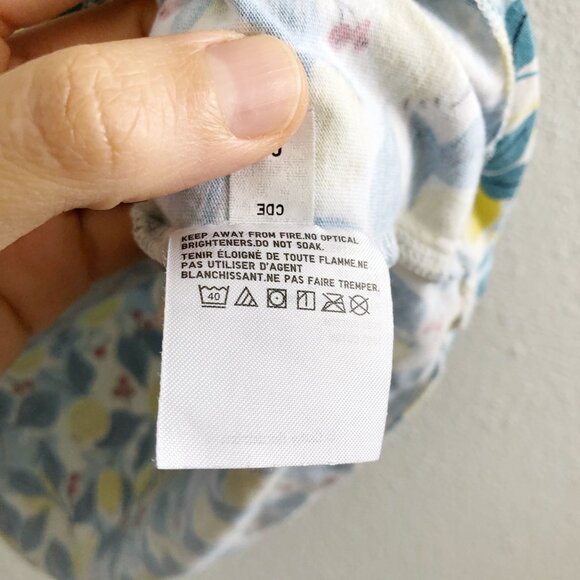 CDE
KEEP AWAY FROM FIRE.NO OPTICAL
BRIGHTENERS.DO NOT SOAK.
TENIR ÉLOIGNÉ DE TOUTE FLAMME.NE
PAS UTILISER D'AGENT
BLANCHISSANT.NE PAS FAIRE TREMPER.
40